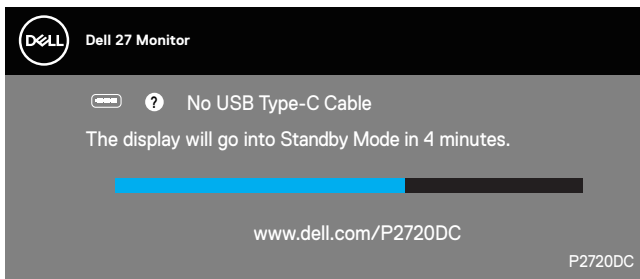 DELL
Dell 27 Monitor
? No USB Type-C Cable
The display will go into Standby Mode in 4 minutes.
www.dell.com/P2720DC
P2720DC